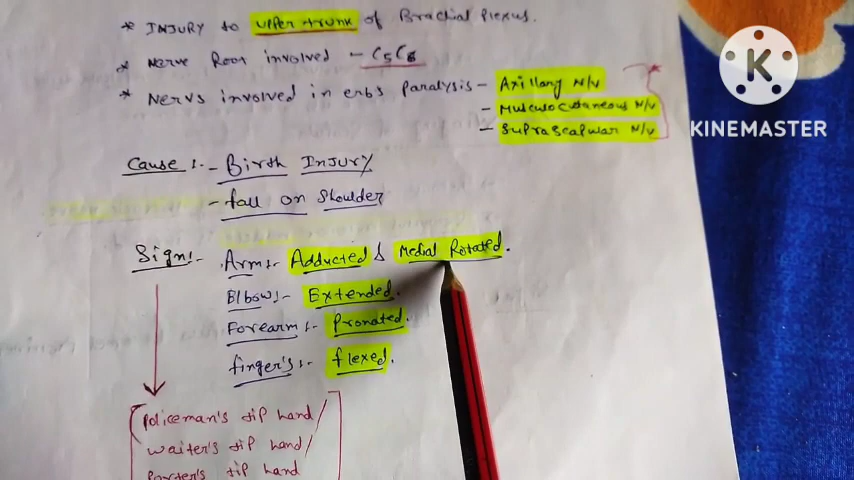 * INJURY to UPPER trunk of Brachial Plexus.
* Nerve Root involved - C5C6
* Nervs involved in erbs paralysis - Axillary N/v
- Musculocutaneous N/v
- Suprascapular N/v
Cause :- - Birth INJURY
- fall on Shoulder
Sign:- Arm:- Adducted & Medial Rotated.
Elbow:- Extended.
Forearm:- Pronated.
finger's:- flexed.
policeman's tip hand/
waiter's tip hand/
Porter's tip hand
K
KINEMASTER